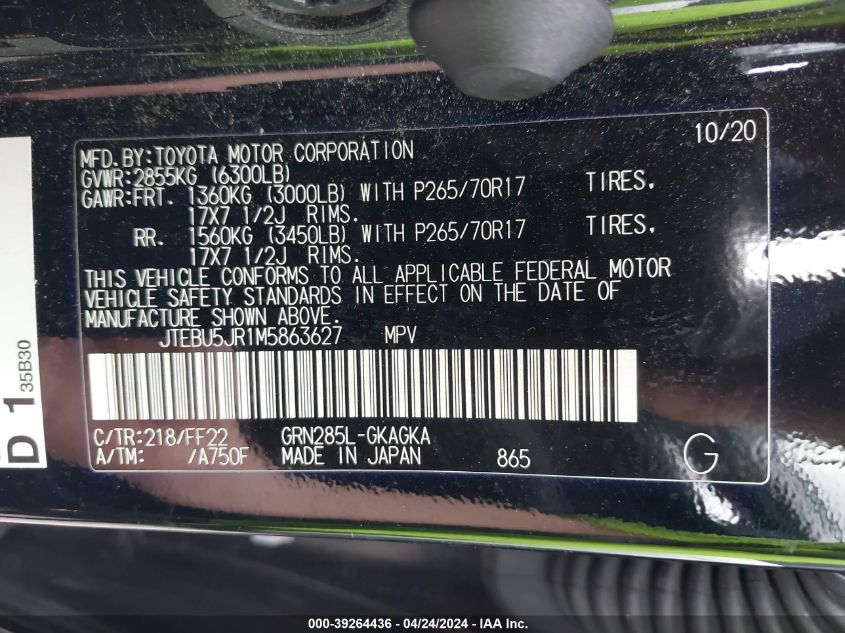 10/20
MFD. BY: TOYOTA MOTOR CORPORATION
GVWR: 2855KG (6300LB)
GAWR: FRT. 1360KG (3000LB) WITH P265/70R17 TIRES.
17X7 1/2J RIMS.
RR. 1560KG (3450LB) WITH P265/70R17 TIRES.
17X7 1/2J RIMS.
THIS VEHICLE CONFORMS TO ALL APPLICABLE FEDERAL MOTOR
VEHICLE SAFETY STANDARDS IN EFFECT ON THE DATE OF
MANUFACTURE SHOWN ABOVE.
JTEBU5JR1M5863627 MPV
C/TR: 218/FF22 GRN285L-GKAGKA
A/TM: /A750F MADE IN JAPAN 865
G
D 1 35B30
000-39264436 - 04/24/2024 - IAA